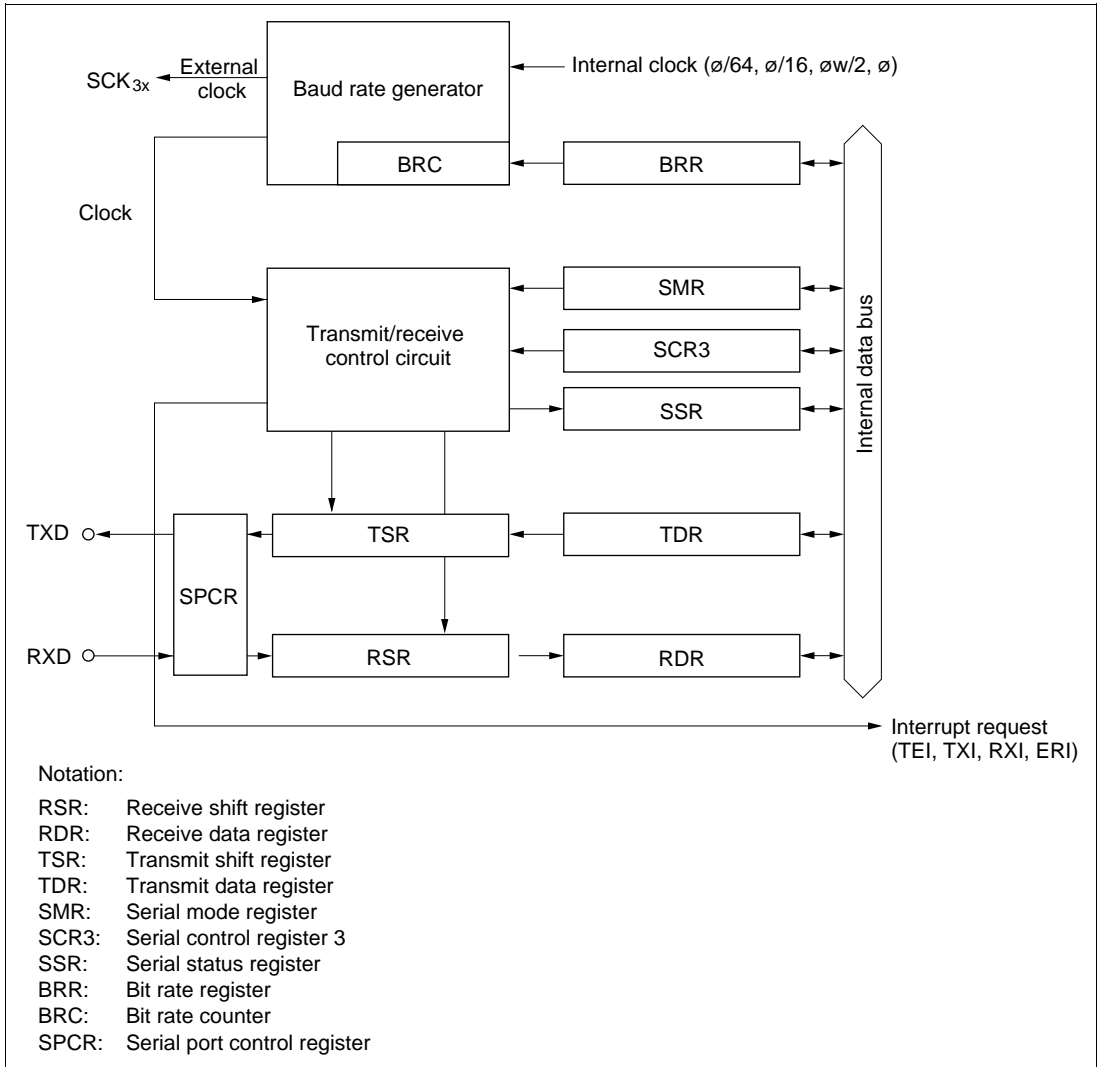 SCK3x
External
clock
Baud rate generator
Internal clock (ø/64, ø/16, øw/2, ø)
BRC
BRR
Clock
Transmit/receive
control circuit
SMR
SCR3
SSR
Internal data bus
TXD
SPCR
TSR
TDR
RXD
RSR
RDR
Interrupt request
(TEI, TXI, RXI, ERI)
Notation:
RSR: Receive shift register
RDR: Receive data register
TSR: Transmit shift register
TDR: Transmit data register
SMR: Serial mode register
SCR3: Serial control register 3
SSR: Serial status register
BRR: Bit rate register
BRC: Bit rate counter
SPCR: Serial port control register